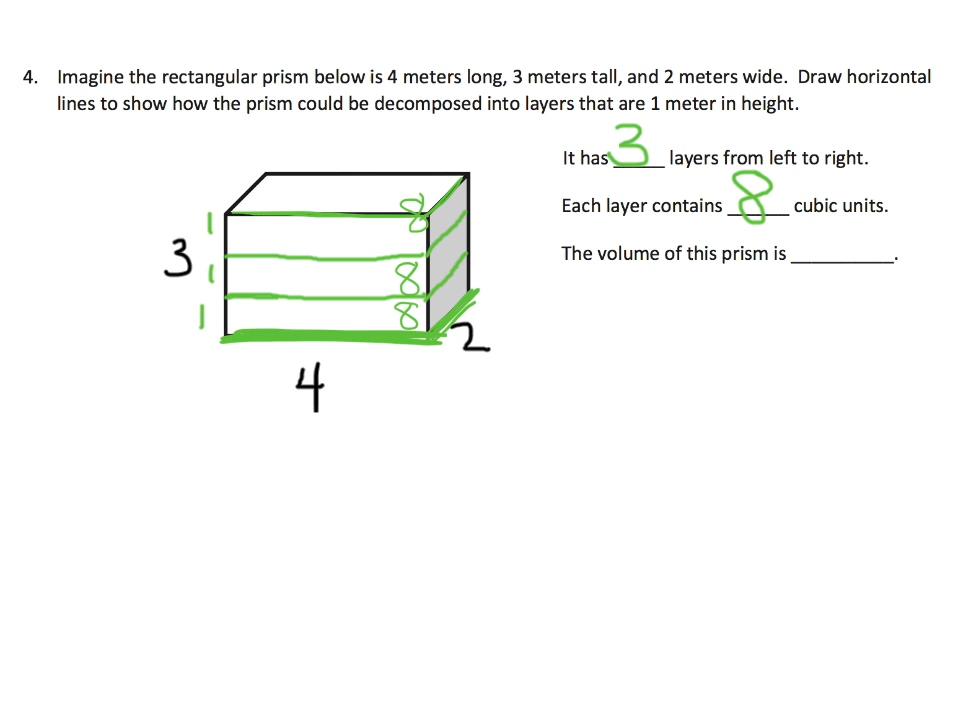 4. Imagine the rectangular prism below is 4 meters long, 3 meters tall, and 2 meters wide. Draw horizontal
lines to show how the prism could be decomposed into layers that are 1 meter in height.
It has 3 layers from left to right.
Each layer contains 8 cubic units.
The volume of this prism is __________.
8
1
3
1
8
1
8
2
4